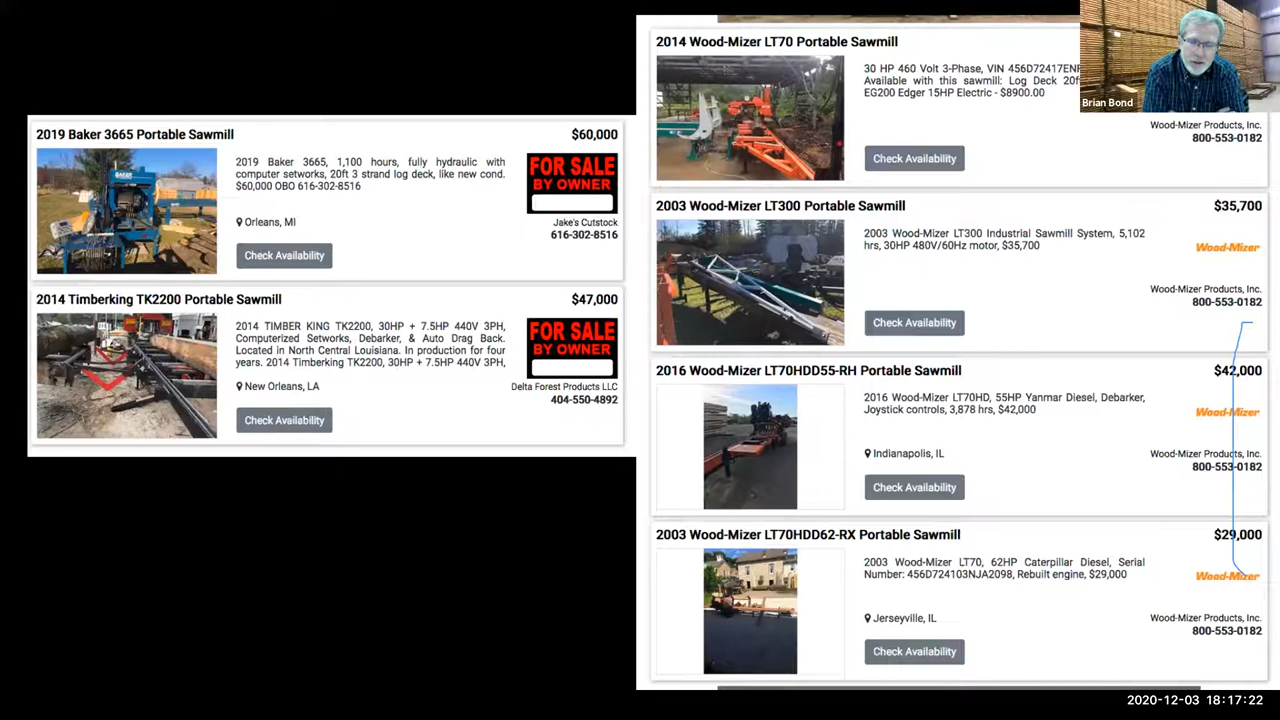 2019 Baker 3665 Portable Sawmill
$60,000
2019 Baker 3665, 1,100 hours, fully hydraulic with
computer setworks, 20ft 3 strand log deck, like new cond.
$60,000 OBO 616-302-8516
FOR SALE
BY OWNER
Orleans, MI
Jake's Cutstock
616-302-8516
Check Availability
2014 Timberking TK2200 Portable Sawmill
$47,000
2014 TIMBER KING TK2200, 30HP + 7.5HP 440V 3PH,
Computerized Setworks, Debarker, & Auto Drag Back.
Located in North Central Louisiana. In production for four
years. 2014 Timberking TK2200, 30HP + 7.5HP 440V 3PH,
FOR SALE
BY OWNER
New Orleans, LA
Delta Forest Products LLC
404-550-4892
Check Availability
2014 Wood-Mizer LT70 Portable Sawmill
30 HP 460 Volt 3-Phase, VIN
Available with this sawmill: Log Deck
EG200 Edger 15HP Electric - $8900.00
Brian Bond
Wood-Mizer Products, Inc.
800-553-0182
Check Availability
2003 Wood-Mizer LT300 Portable Sawmill
$35,700
2003 Wood-Mizer LT300 Industrial Sawmill System, 5,102
hrs, 30HP 480V/60Hz motor, $35,700
Wood-Mizer
Wood-Mizer Products, Inc.
800-553-0182
Check Availability
2016 Wood-Mizer LT70HDD55-RH Portable Sawmill
$42,000
2016 Wood-Mizer LT70HD, 55HP Yanmar Diesel, Debarker,
Joystick controls, 3,878 hrs, $42,000
Wood-Mizer
Indianapolis, IL
Wood-Mizer Products, Inc.
800-553-0182
Check Availability
2003 Wood-Mizer LT70HDD62-RX Portable Sawmill
$29,000
2003 Wood-Mizer LT70, 62HP Caterpillar Diesel, Serial
Number: 456D724103NJA2098, Rebuilt engine, $29,000
Wood-Mizer
Jerseyville, IL
Wood-Mizer Products, Inc.
800-553-0182
Check Availability
2020-12-03 18:17:22